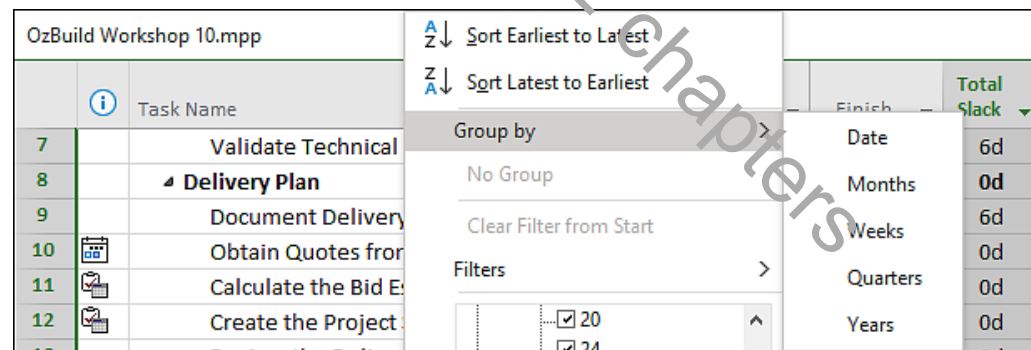 OzBuild Workshop 10.mpp
Task Name
Finish
Total
Slack
7 Validate Technical 6d
8 Delivery Plan 0d
9 Document Delivery 6d
10 Obtain Quotes from 0d
11 Calculate the Bid Es 0d
12 Create the Project 0d
Sort Earliest to Latest
Sort Latest to Earliest
Group by
No Group
Clear Filter from Start
Filters
20
24
Date
Months
Weeks
Quarters
Years
chapters